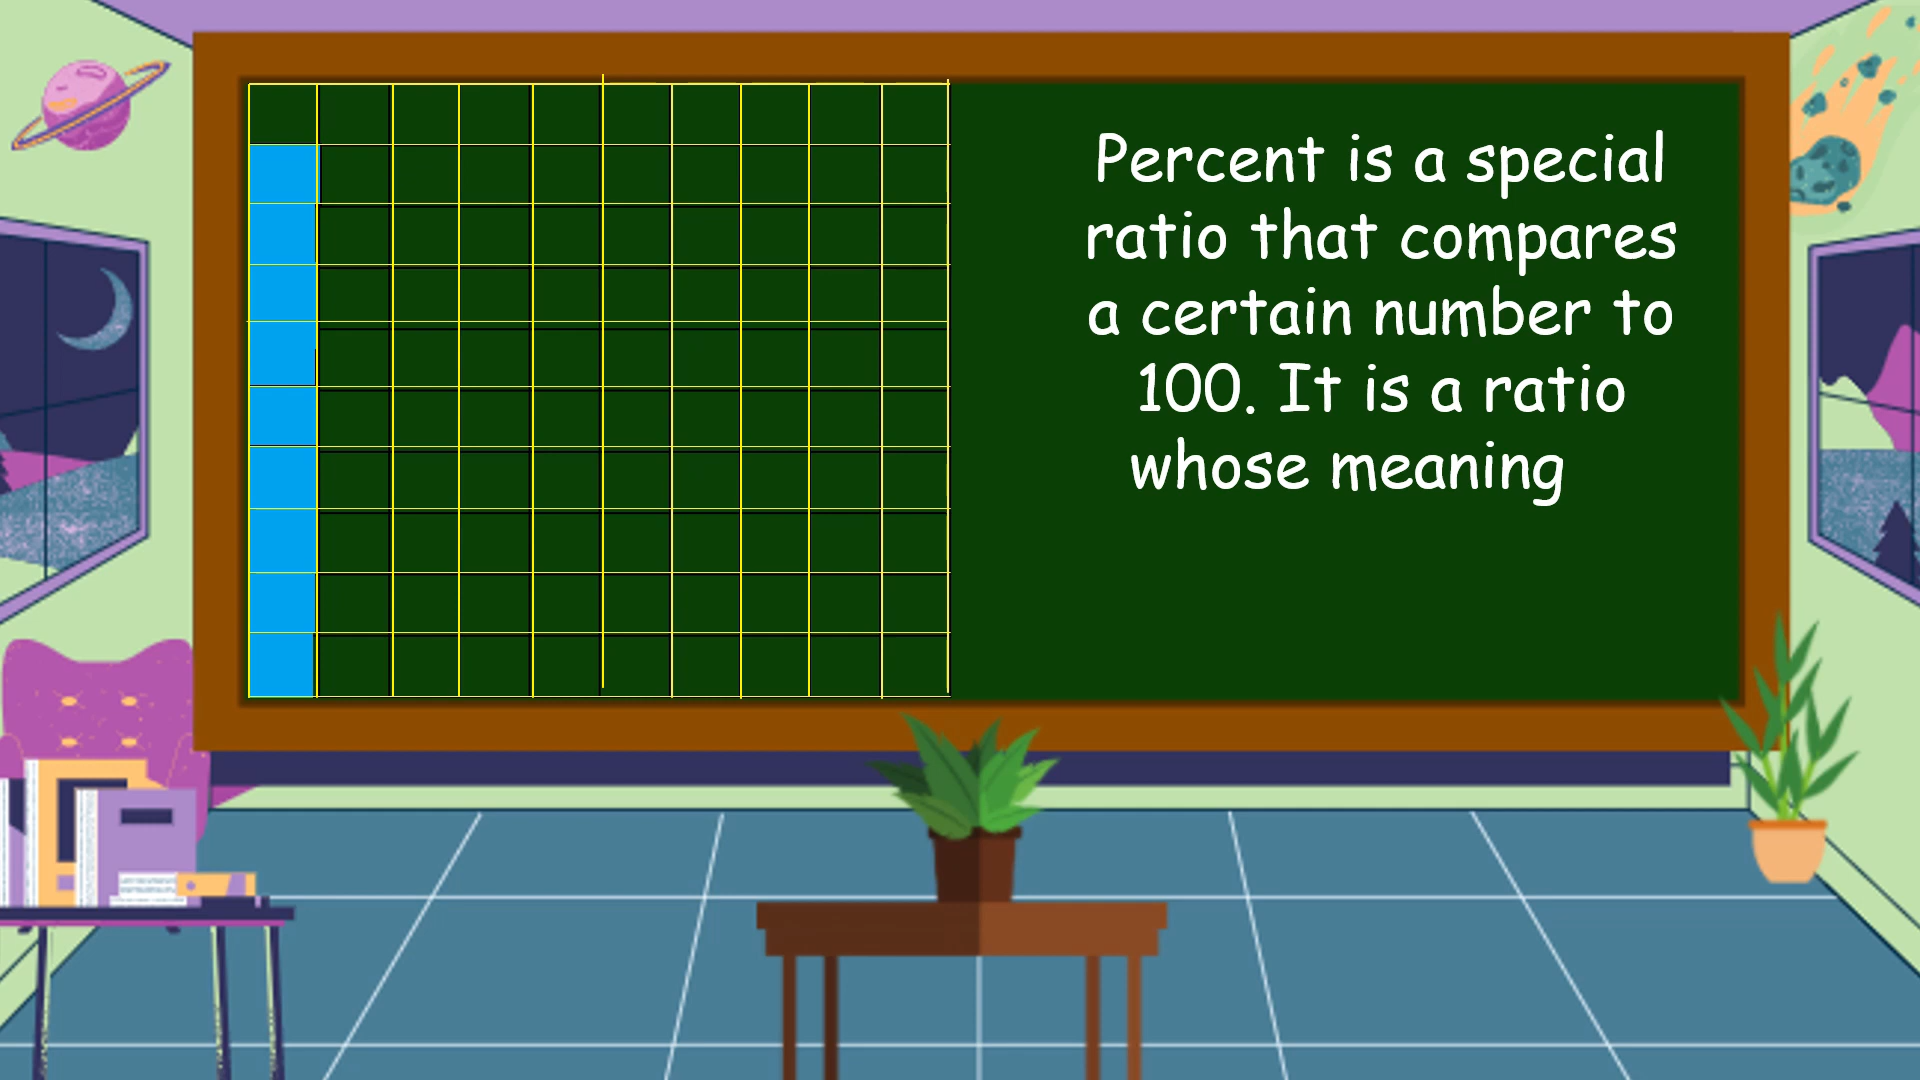 Percent is a special
ratio that compares
a certain number to
100. It is a ratio
whose meaning